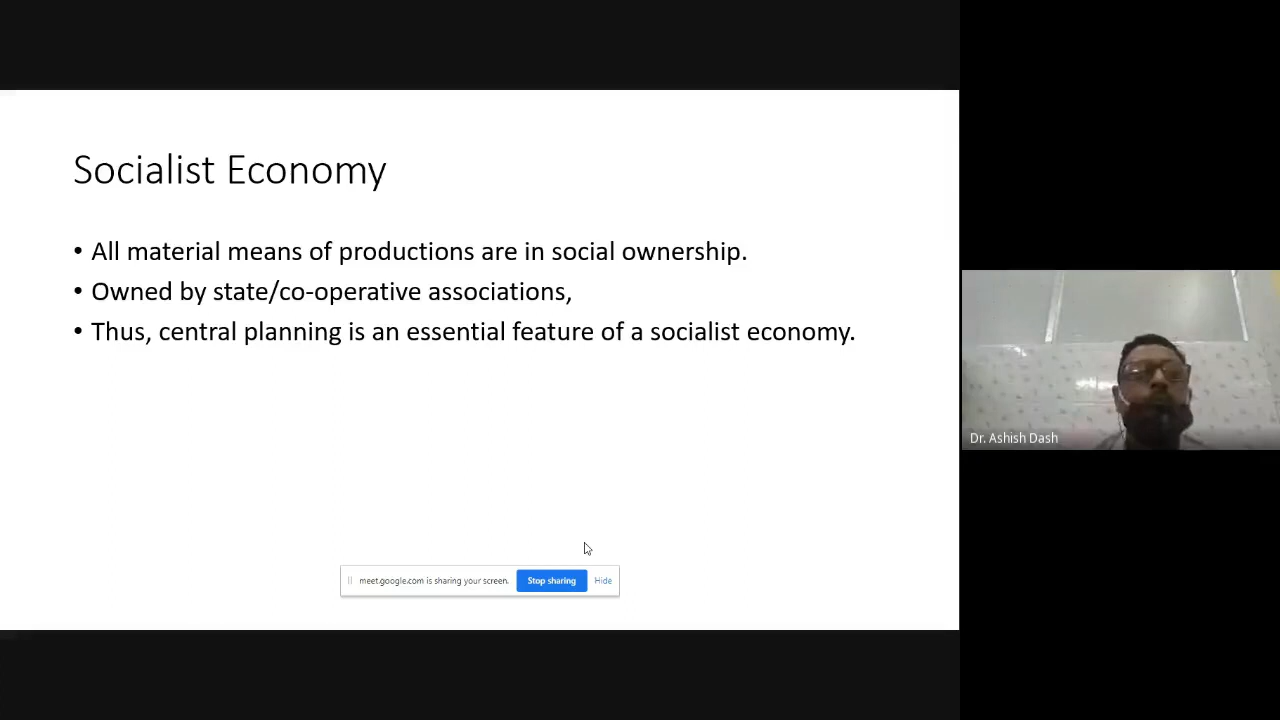 Socialist Economy
• All material means of productions are in social ownership.
• Owned by state/co-operative associations,
• Thus, central planning is an essential feature of a socialist economy.
Dr. Ashish Dash
meet.google.com is sharing your screen. Stop sharing Hide